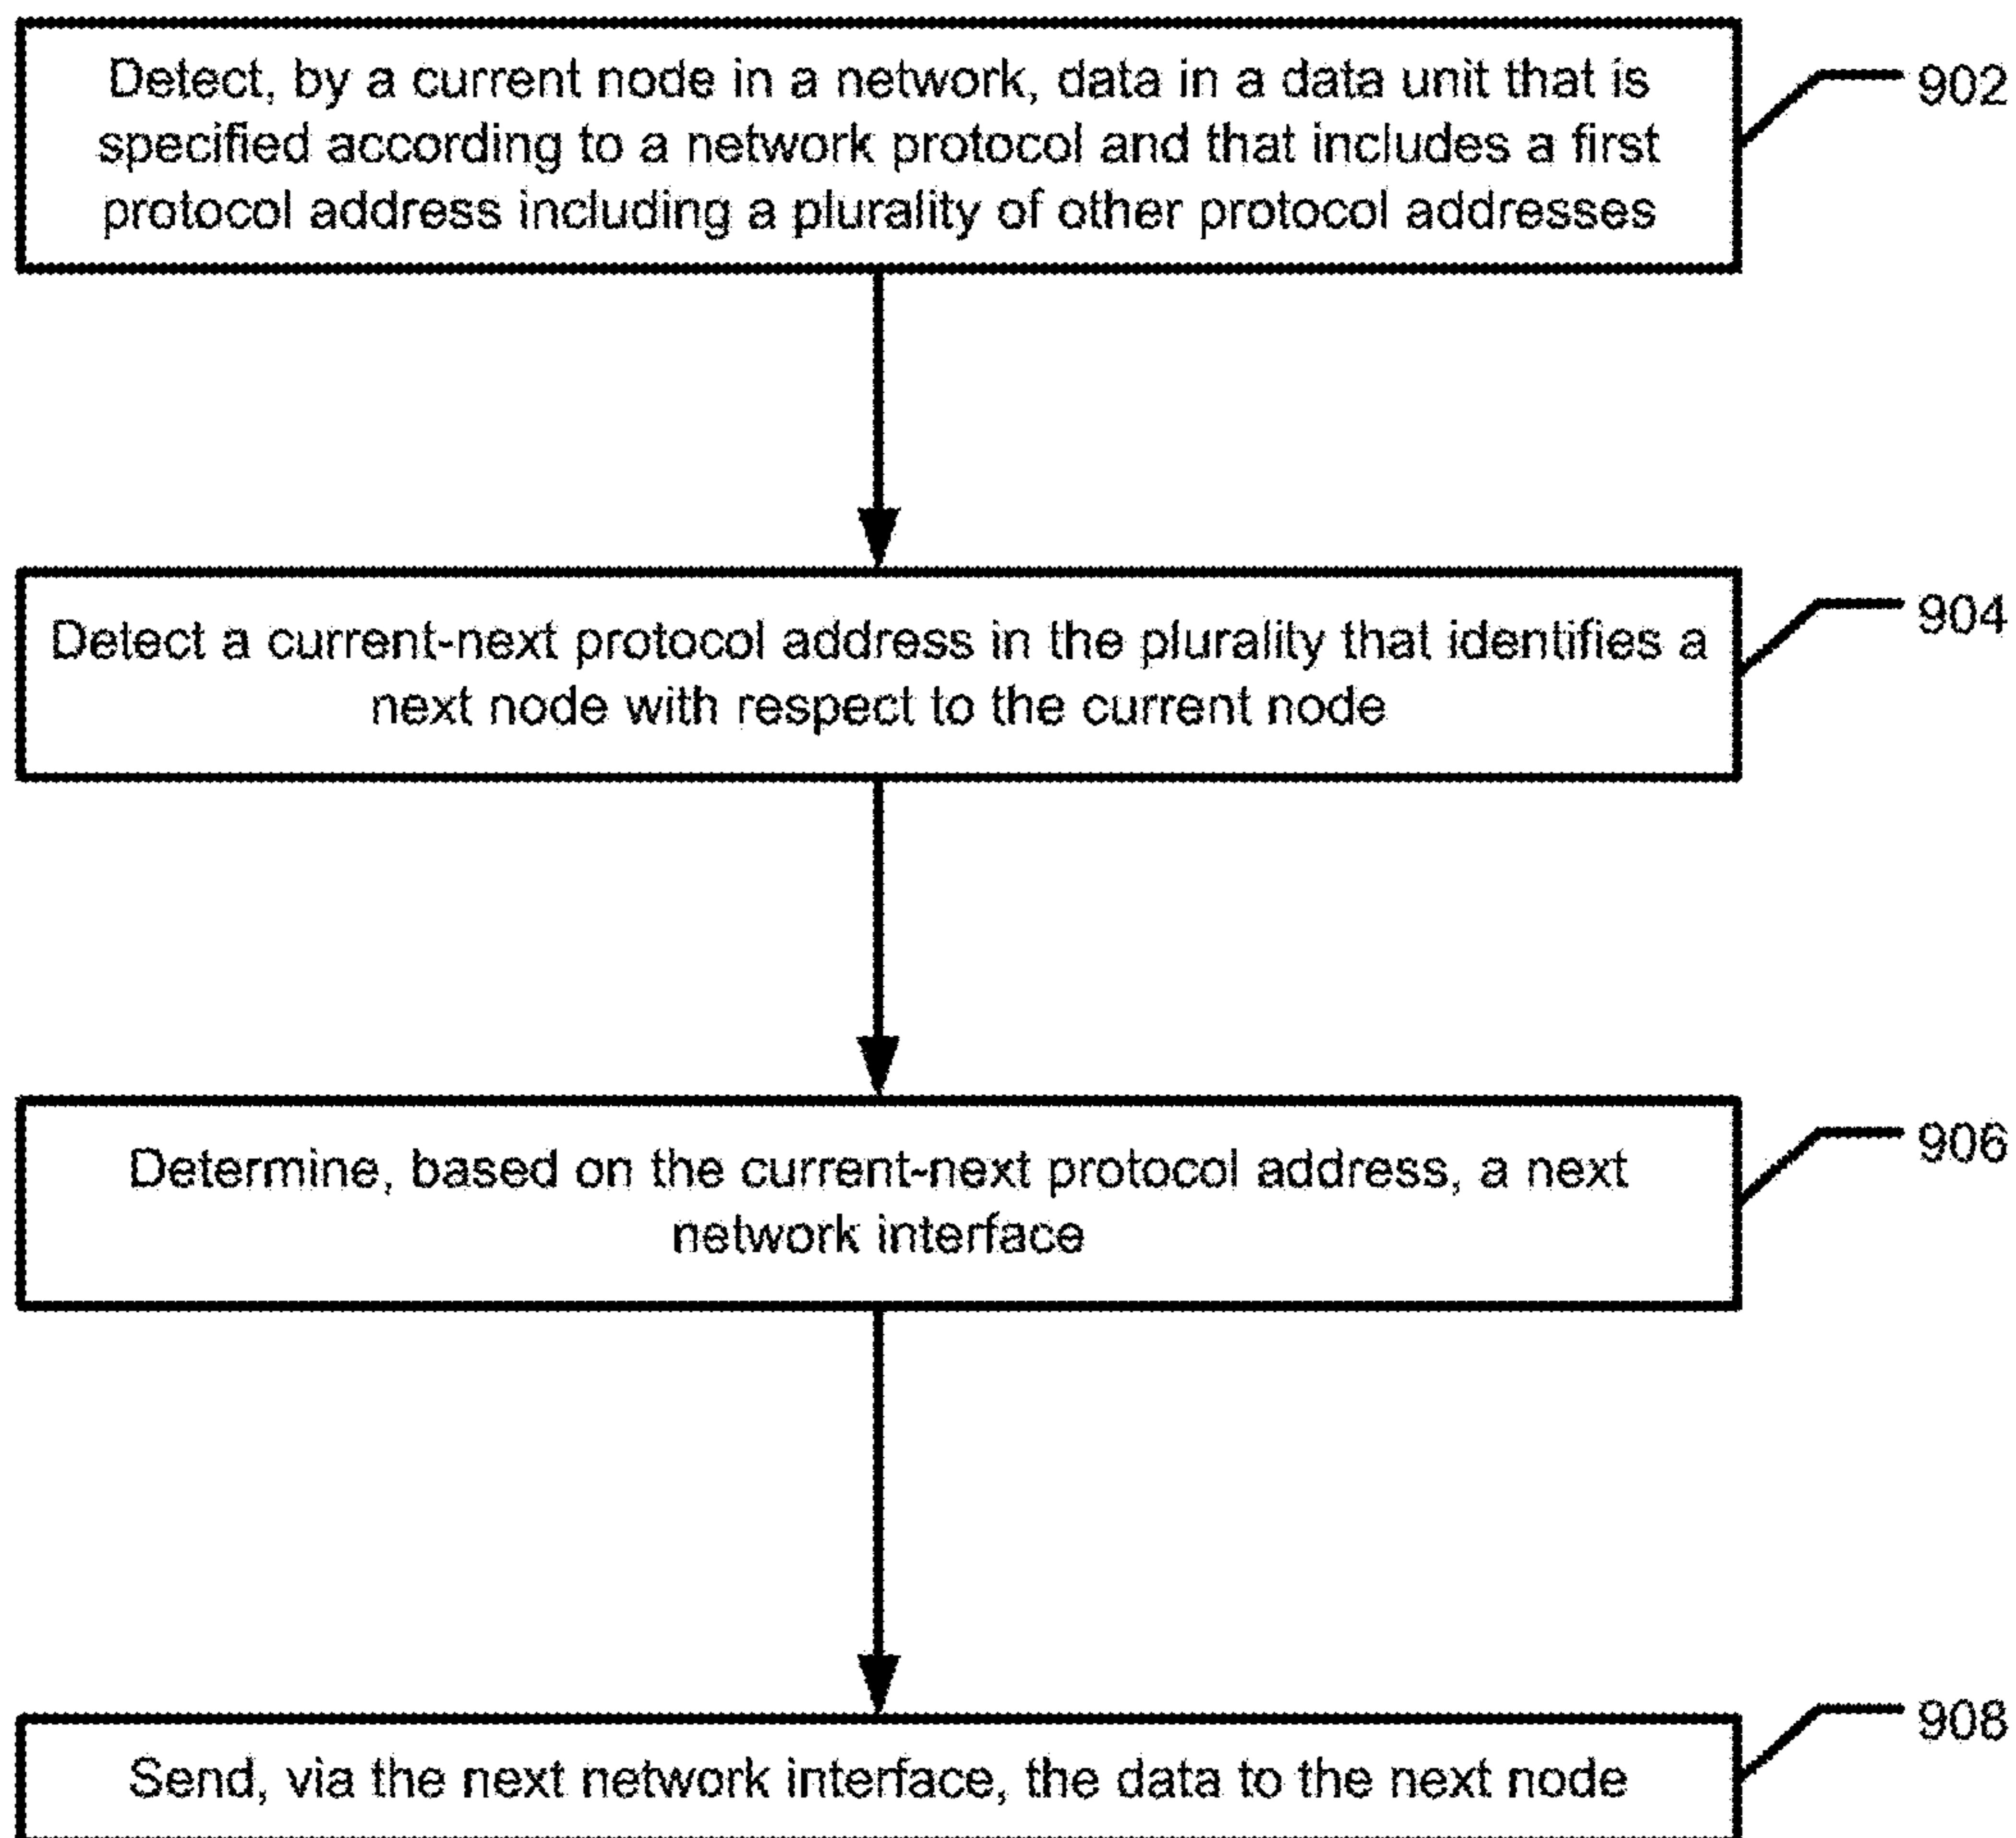 Detect, by a current node in a network, data in a data unit that is
902
specified according to a network protocol and that includes a first
protocol address including a plurality of other protocol addresses
904
Detect a current-next protocol address in the plurality that identifies a
next node with respect to the current node
906
Determine, based on the current-next protocol address, a next
network interface
908
Send, via the next network interface, the data to the next node